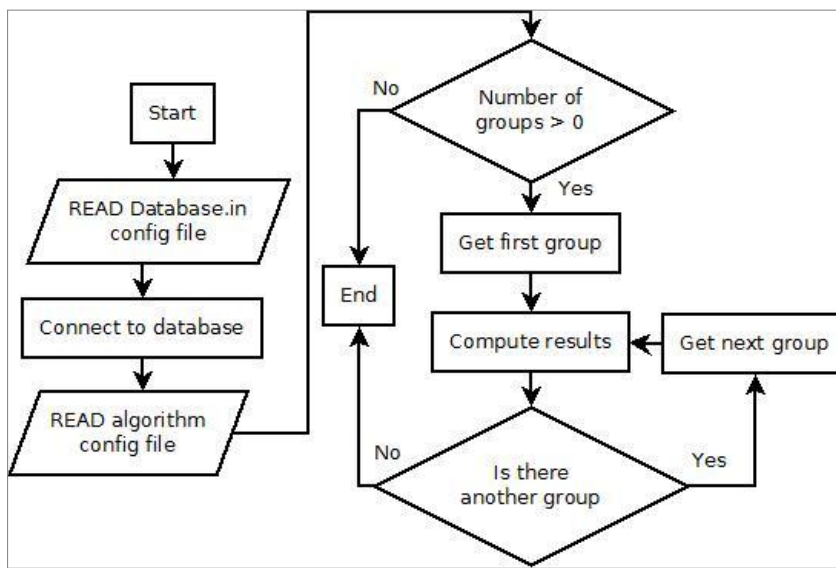 Start
READ Database.in
config file
Connect to database
READ algorithm
config file
No
Number of
groups > 0
Yes
Get first group
End
Compute results
Get next group
No
Is there
another group
Yes